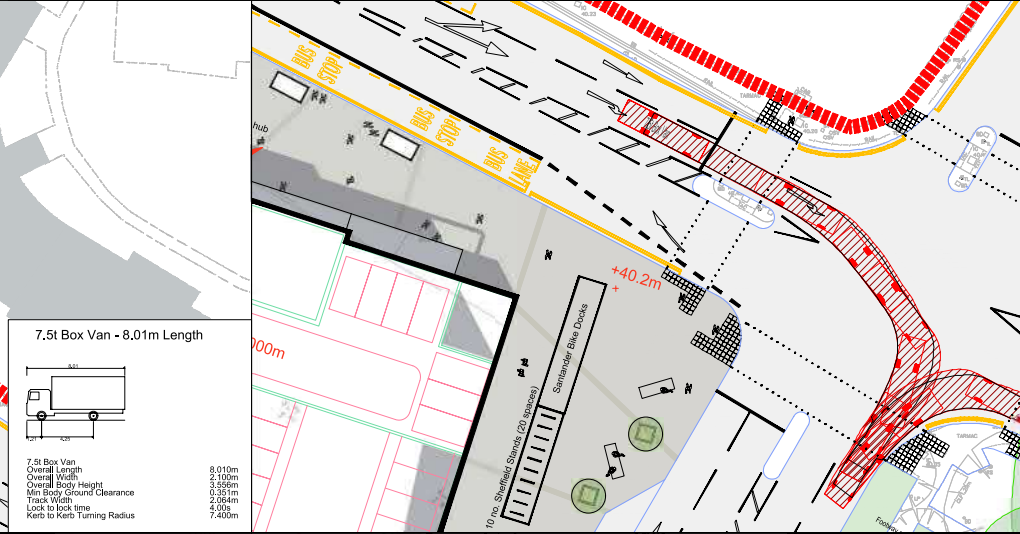 7.5t Box Van - 8.01m Length
8.01
1.21
4.25
7.5t Box Van
Overall Length 8.010m
Overall Width 2.100m
Overall Body Height 3.556m
Min Body Ground Clearance 0.351m
Track Width 2.064m
Lock to lock time 4.00s
Kerb to Kerb Turning Radius 7.400m
BUS
STOP
BUS
STOP
BUS
LANE
hub
000m
+40.2m
+
Santander Bike Docks
10 no. Sheffield Stands (20 spaces)
TARMAC
TARMAC
Footway